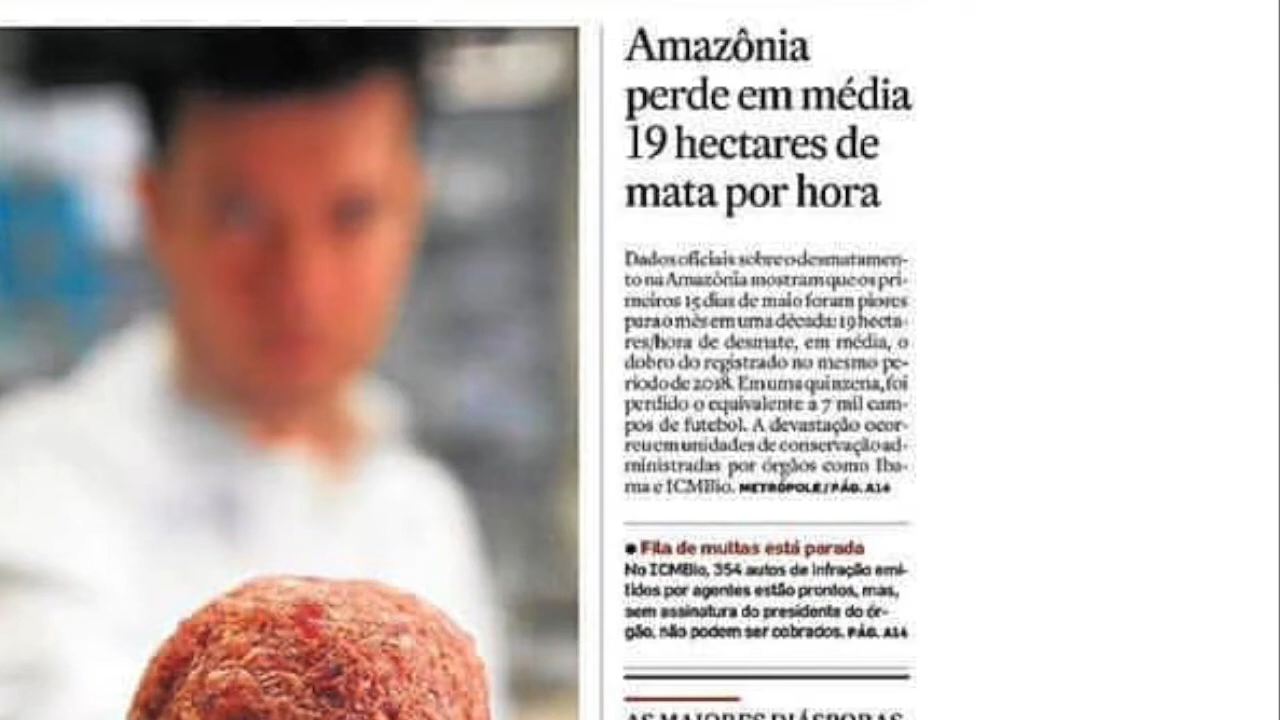 Amazônia
perde em média
19 hectares de
mata por hora
Dados oficiais sobre o desmatamen-
to na Amazônia mostram que os pri-
meiros 15 dias de maio foram piores
para o mês em uma década: 19 hecta-
res/hora de desmate, em média, o
dobro do registrado no mesmo pe-
ríodo de 2018. Em uma quinzena, foi
perdido o equivalente a 7 mil cam-
pos de futebol. A devastação ocor-
reu em unidades de conservação ad-
ministradas por órgãos como Iba-
ma e ICMBio. METRÓPOLE / PÁG. A14
● Fila de multas está parada
No ICMBio, 354 autos de infração emi-
tidos por agentes estão prontos, mas,
sem assinatura do presidente do ór-
gão, não podem ser cobrados. PÁG. A14
AS MAIORES DIÁSPORAS